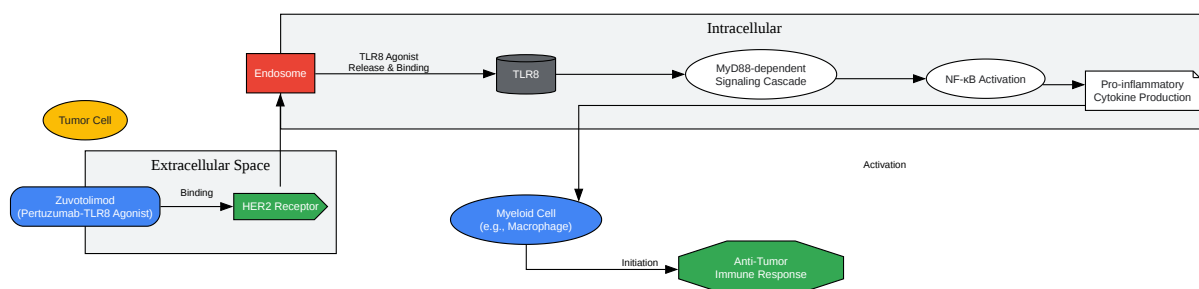 Intracellular
Endosome
TLR8 Agonist
Release & Binding
TLR8
MyD88-dependent
Signaling Cascade
NF-κB Activation
Pro-inflammatory
Cytokine Production
Tumor Cell
Extracellular Space
Activation
Zuvotolimod
(Pertuzumab-TLR8 Agonist)
Binding
HER2 Receptor
Myeloid Cell
(e.g., Macrophage)
Initiation
Anti-Tumor
Immune Response